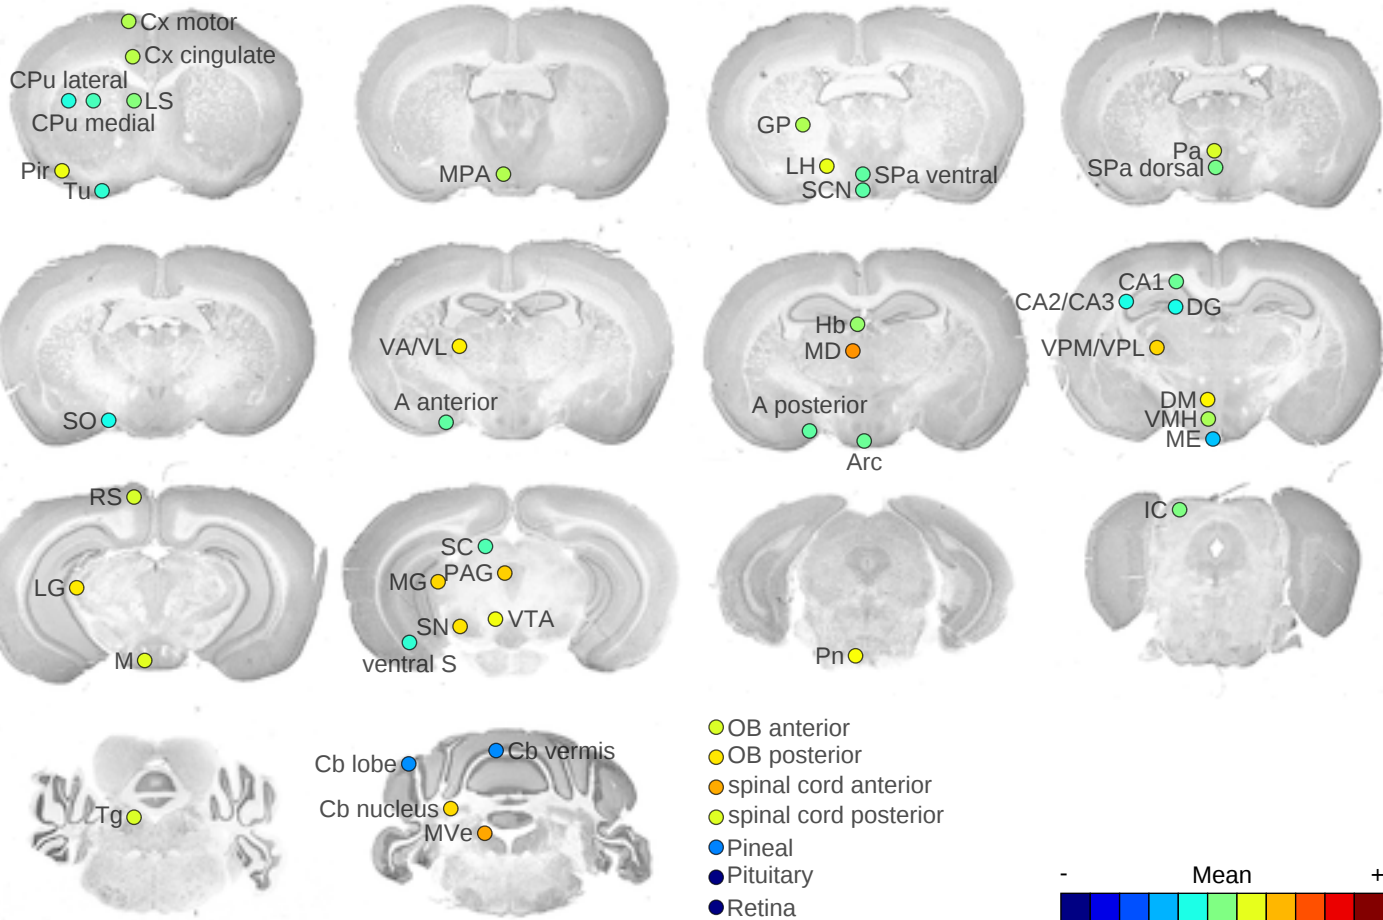 Cx motor
Cx cingulate
CPu lateral
LS
CPu medial
Pir
Tu
MPA
GP
LH
SPa ventral
SCN
Pa
SPa dorsal
SO
VA/VL
A anterior
Hb
MD
A posterior
Arc
CA1
CA2/CA3
DG
VPM/VPL
DM
VMH
ME
RS
LG
M
SC
MG
PAG
SN
VTA
ventral S
Pn
IC
Tg
Cb lobe
Cb vermis
Cb nucleus
MVe
OB anterior
OB posterior
spinal cord anterior
spinal cord posterior
Pineal
Pituitary
Retina
- Mean +